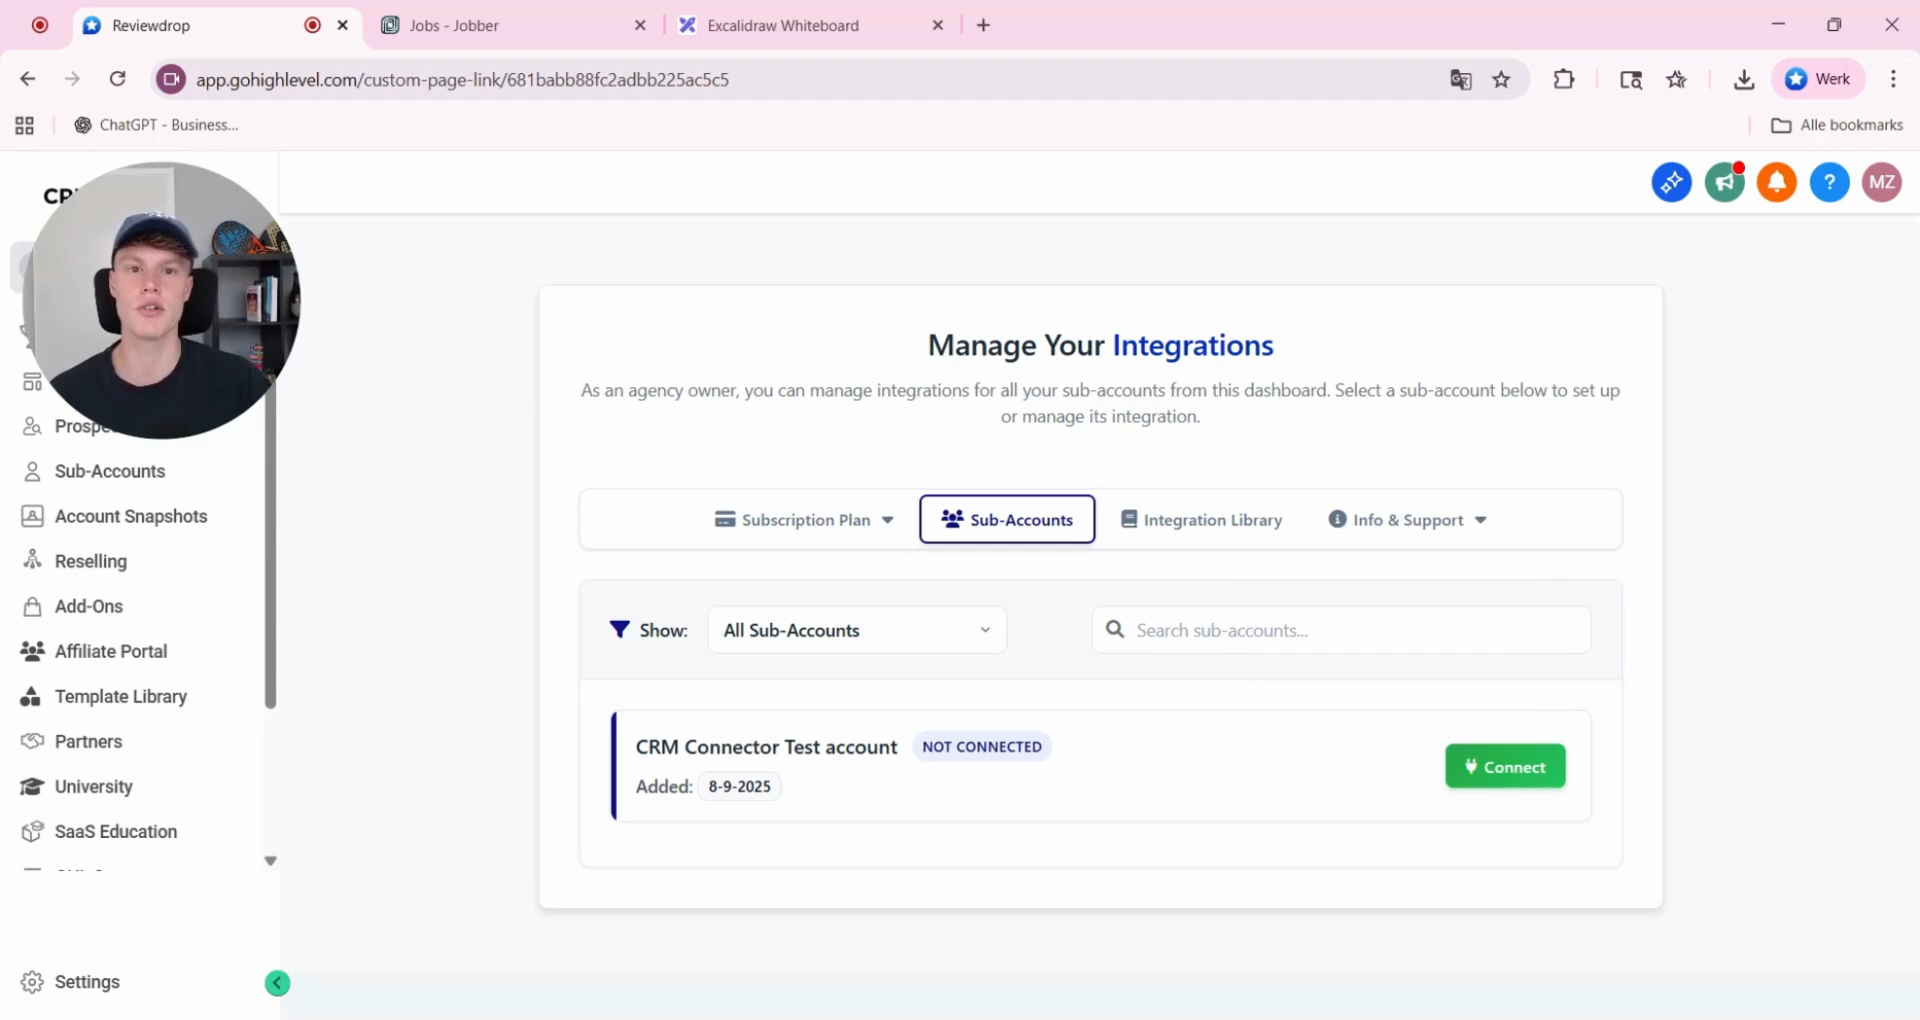 Reviewdrop
Jobs - Jobber
Excalidraw Whiteboard
app.gohighlevel.com/custom-page-link/681babb88fc2adbb225ac5c5
Werk
ChatGPT - Business...
Alle bookmarks
?
MZ
Sub-Accounts
Account Snapshots
Reselling
Add-Ons
Affiliate Portal
Template Library
Partners
University
SaaS Education
Settings
Manage Your Integrations
As an agency owner, you can manage integrations for all your sub-accounts from this dashboard. Select a sub-account below to set up
or manage its integration.
Subscription Plan
Sub-Accounts
Integration Library
Info & Support
Show:
All Sub-Accounts
Search sub-accounts...
CRM Connector Test account
NOT CONNECTED
Added: 8-9-2025
Connect